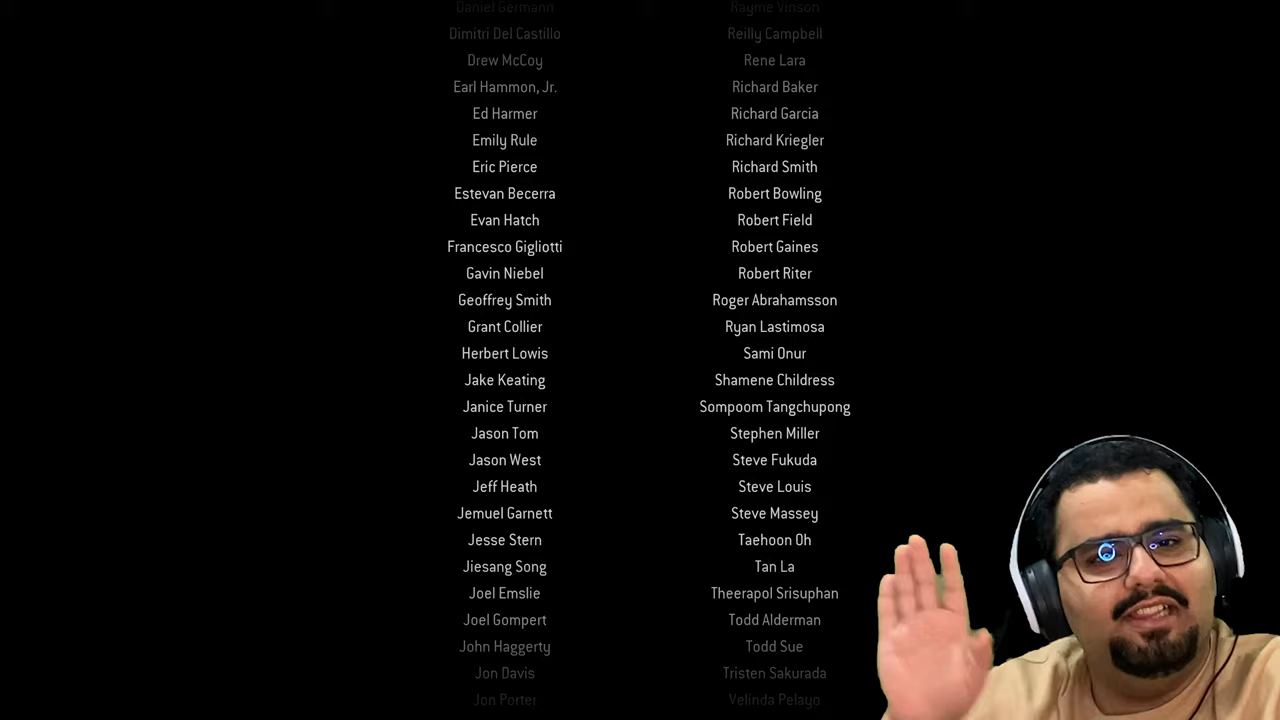 Daniel Germann
Dimitri Del Castillo
Drew McCoy
Earl Hammon, Jr.
Ed Harmer
Emily Rule
Eric Pierce
Estevan Becerra
Evan Hatch
Francesco Gigliotti
Gavin Niebel
Geoffrey Smith
Grant Collier
Herbert Lowis
Jake Keating
Janice Turner
Jason Tom
Jason West
Jeff Heath
Jemuel Garnett
Jesse Stern
Jiesang Song
Joel Emslie
Joel Gompert
John Haggerty
Jon Davis
Jon Porter
Rayme Vinson
Reilly Campbell
Rene Lara
Richard Baker
Richard Garcia
Richard Kriegler
Richard Smith
Robert Bowling
Robert Field
Robert Gaines
Robert Riter
Roger Abrahamsson
Ryan Lastimosa
Sami Onur
Shamene Childress
Sompoom Tangchupong
Stephen Miller
Steve Fukuda
Steve Louis
Steve Massey
Taehoon Oh
Tan La
Theerapol Srisuphan
Todd Alderman
Todd Sue
Tristen Sakurada
Velinda Pelayo